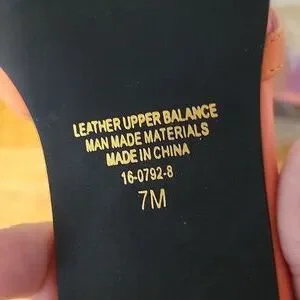 LEATHER UPPER BALANCE
MAN MADE MATERIALS
MADE IN CHINA
16-0792-8
7M